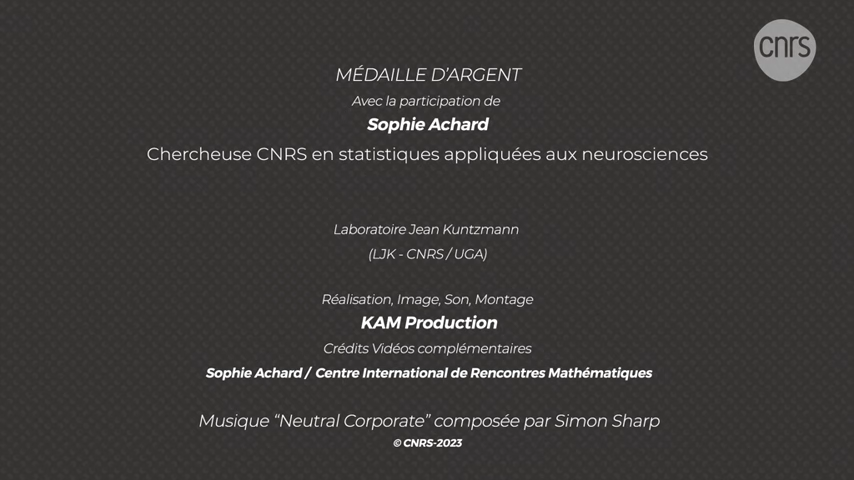 cnrs
MÉDAILLE D’ARGENT
Avec la participation de
Sophie Achard
Chercheuse CNRS en statistiques appliquées aux neurosciences
Laboratoire Jean Kuntzmann
(LJK - CNRS / UGA)
Réalisation, Image, Son, Montage
KAM Production
Crédits Vidéos complémentaires
Sophie Achard / Centre International de Rencontres Mathématiques
Musique “Neutral Corporate” composée par Simon Sharp
© CNRS-2023